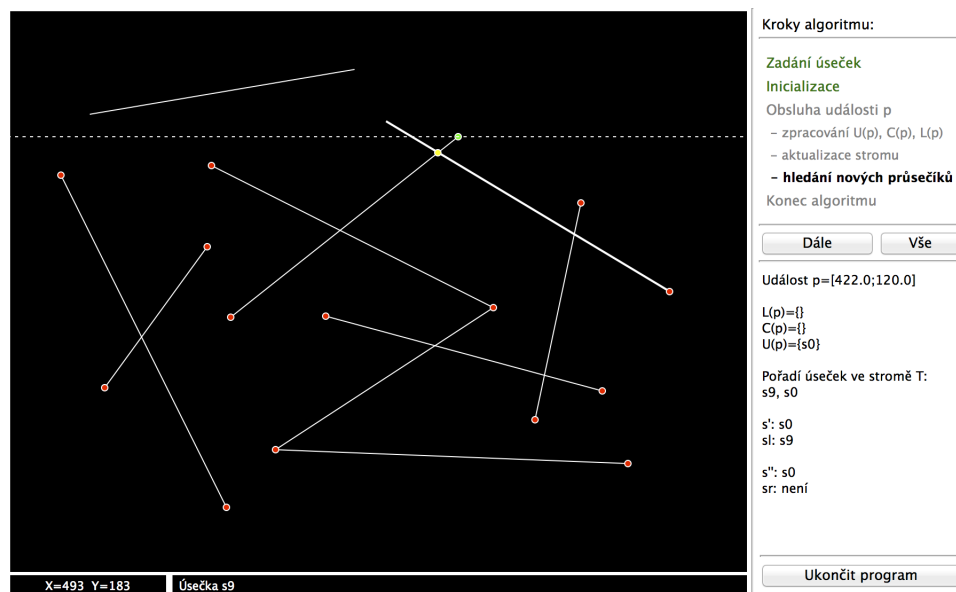 Kroky algoritmu:
Zadání úseček
Inicializace
Obsluha události p
– zpracování U(p), C(p), L(p)
– aktualizace stromu
– hledání nových průsečíků
Konec algoritmu
Dále
Vše
Událost p=[422.0;120.0]
L(p)={}
C(p)={}
U(p)={s0}
Pořadí úseček ve stromě T:
s9, s0
s': s0
sl: s9
s'': s0
sr: není
Ukončit program
X=493 Y=183
Úsečka s9